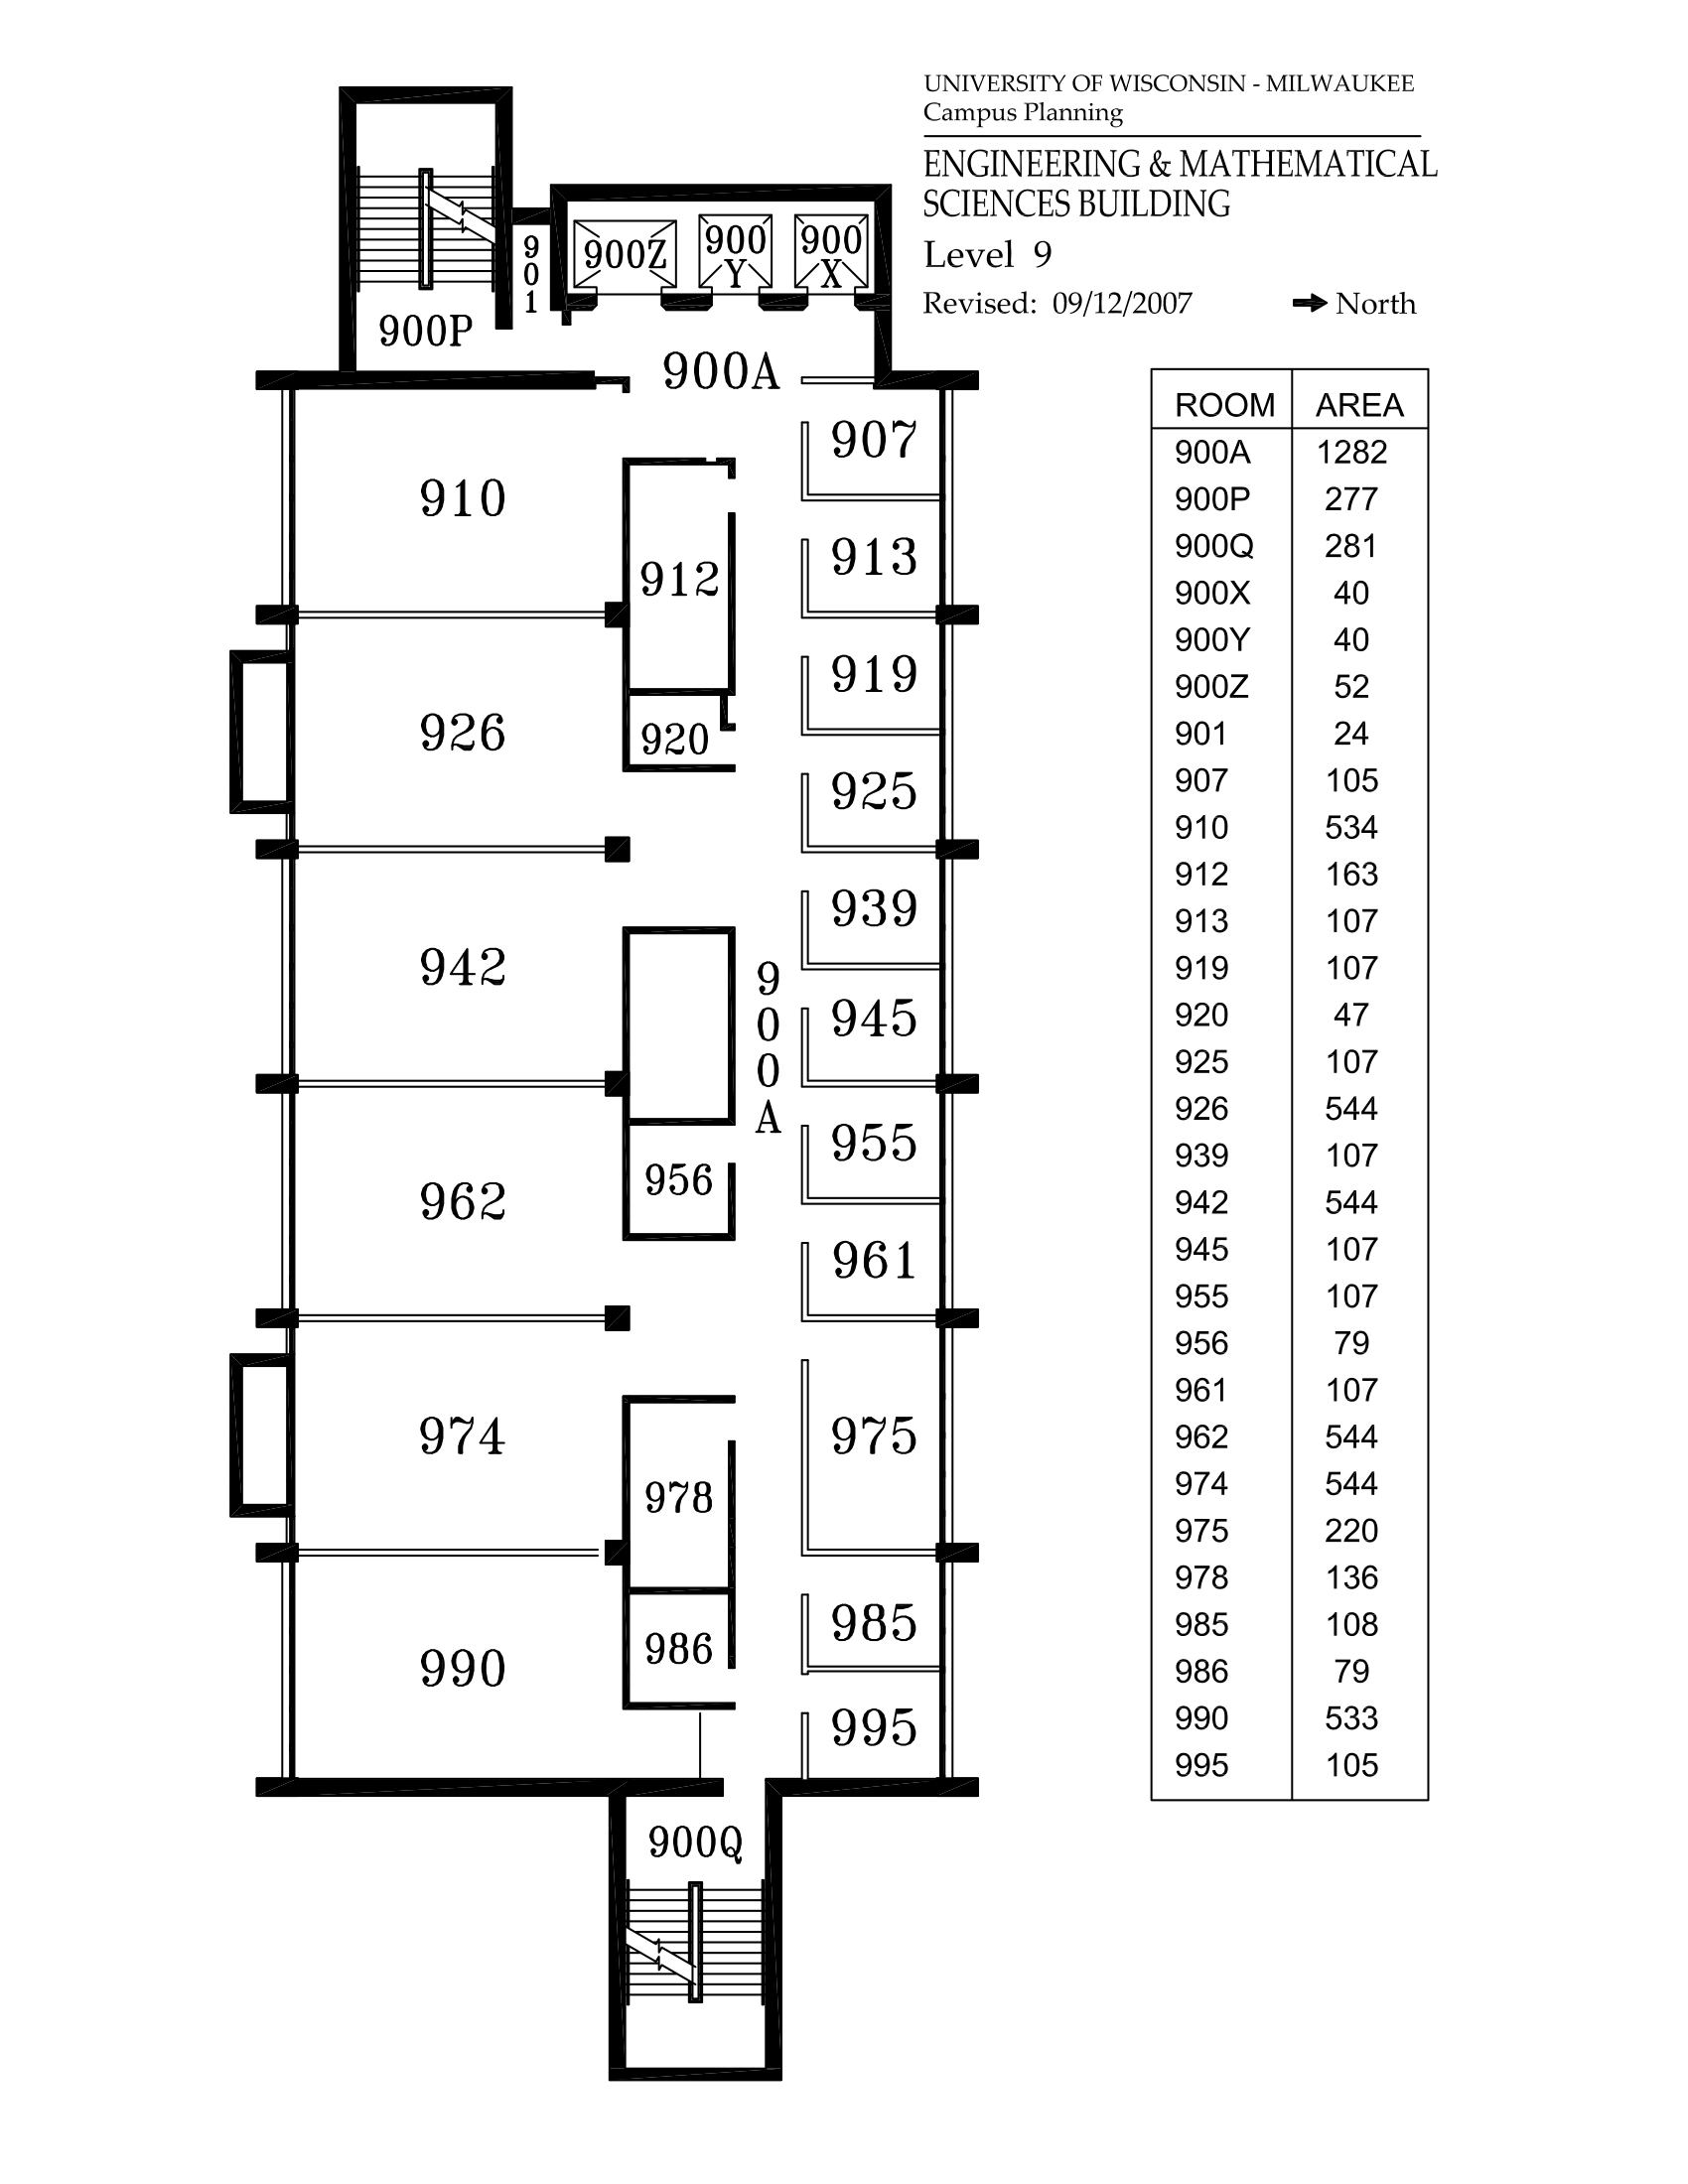 UNIVERSITY OF WISCONSIN - MILWAUKEE
Campus Planning
ENGINEERING & MATHEMATICAL
SCIENCES BUILDING
Level 9
Revised: 09/12/2007
North
900Z
900
Y
900
X
901
900P
900A
907
910
913
912
919
926
920
925
939
942
900A
945
955
956
962
961
974
975
978
985
986
990
995
900Q
ROOM AREA
900A 1282
900P 277
900Q 281
900X 40
900Y 40
900Z 52
901 24
907 105
910 534
912 163
913 107
919 107
920 47
925 107
926 544
939 107
942 544
945 107
955 107
956 79
961 107
962 544
974 544
975 220
978 136
985 108
986 79
990 533
995 105